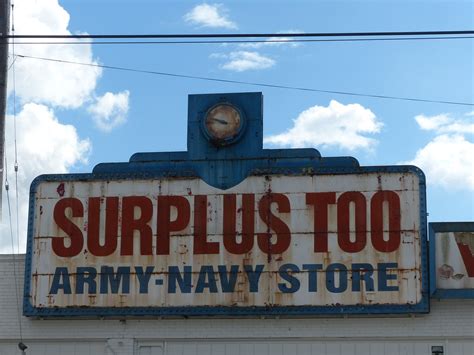 SURPLUS TOO
ARMY-NAVY STORE